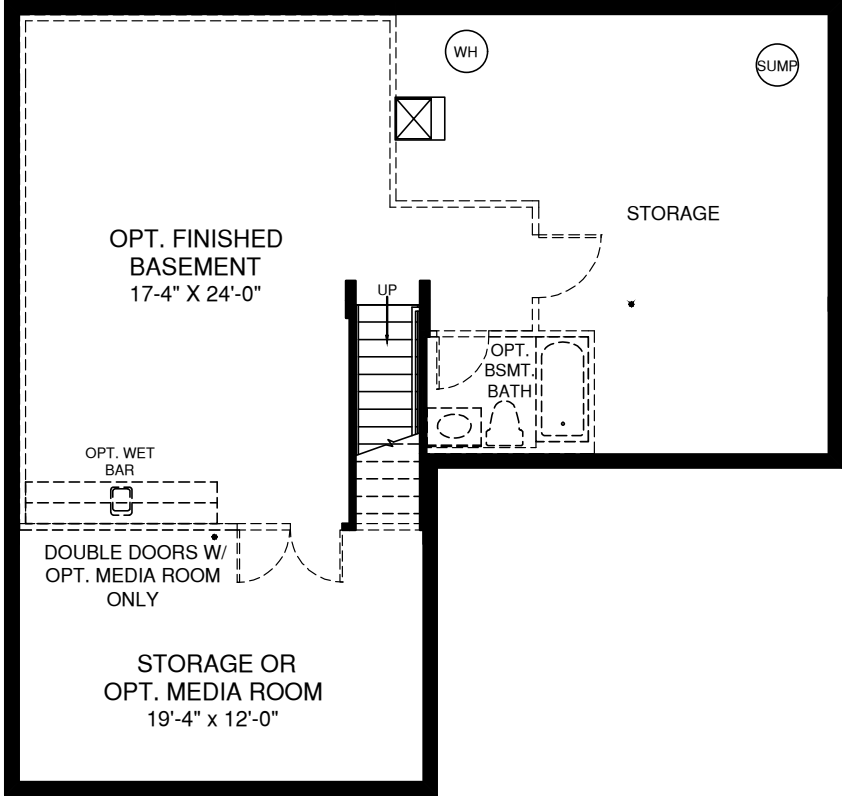 WH
SUMP
STORAGE
OPT. FINISHED
BASEMENT
17-4" X 24'-0"
UP
OPT.
BSMT.
BATH
OPT. WET
BAR
DOUBLE DOORS W/
OPT. MEDIA ROOM
ONLY
STORAGE OR
OPT. MEDIA ROOM
19'-4" x 12'-0"